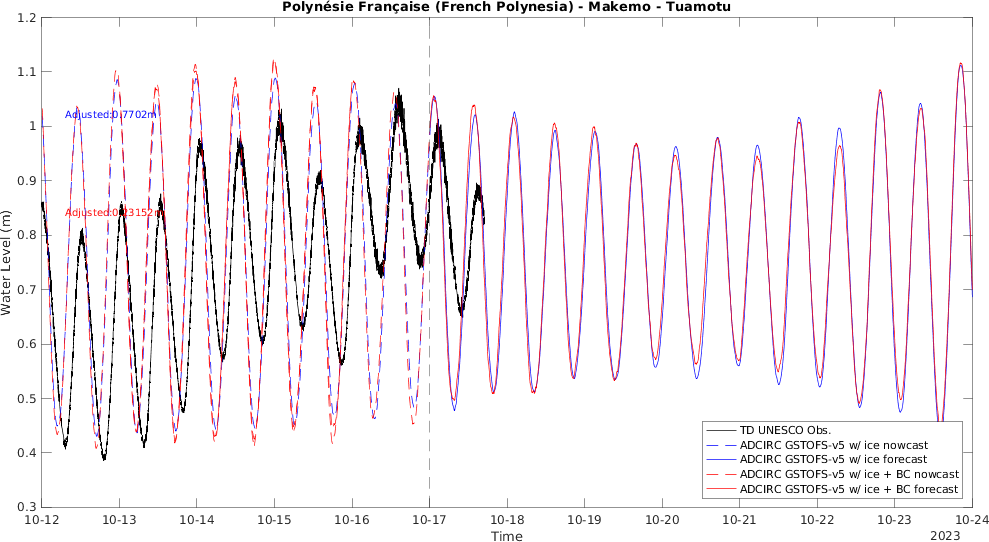 Polynésie Française (French Polynesia) - Makemo - Tuamotu
1.2
1.1
1
0.9
0.8
0.7
0.6
0.5
0.4
0.3
Water Level (m)
Adjusted:0.7702m
Adjusted:0.23152m
TD UNESCO Obs.
ADCIRC GSTOFS-v5 w/ ice nowcast
ADCIRC GSTOFS-v5 w/ ice forecast
ADCIRC GSTOFS-v5 w/ ice + BC nowcast
ADCIRC GSTOFS-v5 w/ ice + BC forecast
10-12 10-13 10-14 10-15 10-16 10-17 10-18 10-19 10-20 10-21 10-22 10-23 10-24
Time
2023